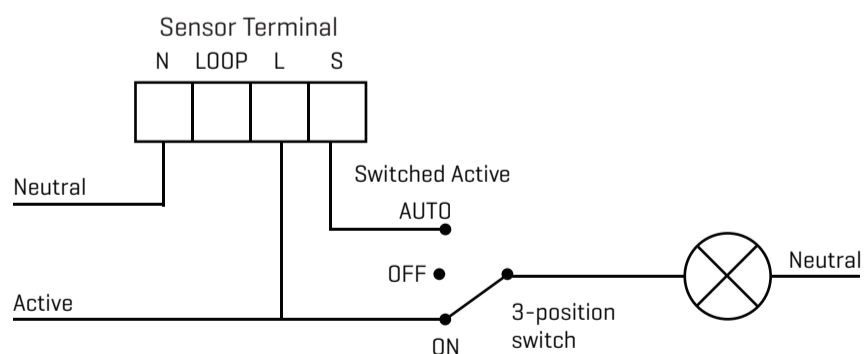 Sensor Terminal
N LOOP L S
Switched Active
Neutral
AUTO
OFF
Neutral
Active
3-position
switch
ON